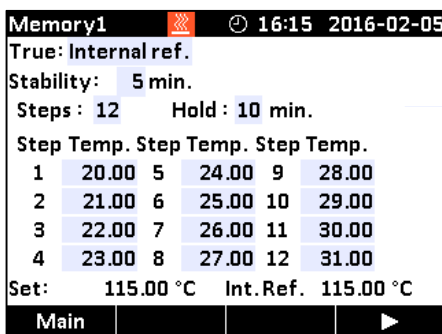 Memory1 16:15 2016-02-05
True: Internal ref.
Stability: 5 min.
Steps: 12 Hold: 10 min.
Step Temp. Step Temp. Step Temp.
1 20.00 5 24.00 9 28.00
2 21.00 6 25.00 10 29.00
3 22.00 7 26.00 11 30.00
4 23.00 8 27.00 12 31.00
Set: 115.00 °C Int.Ref. 115.00 °C
Main